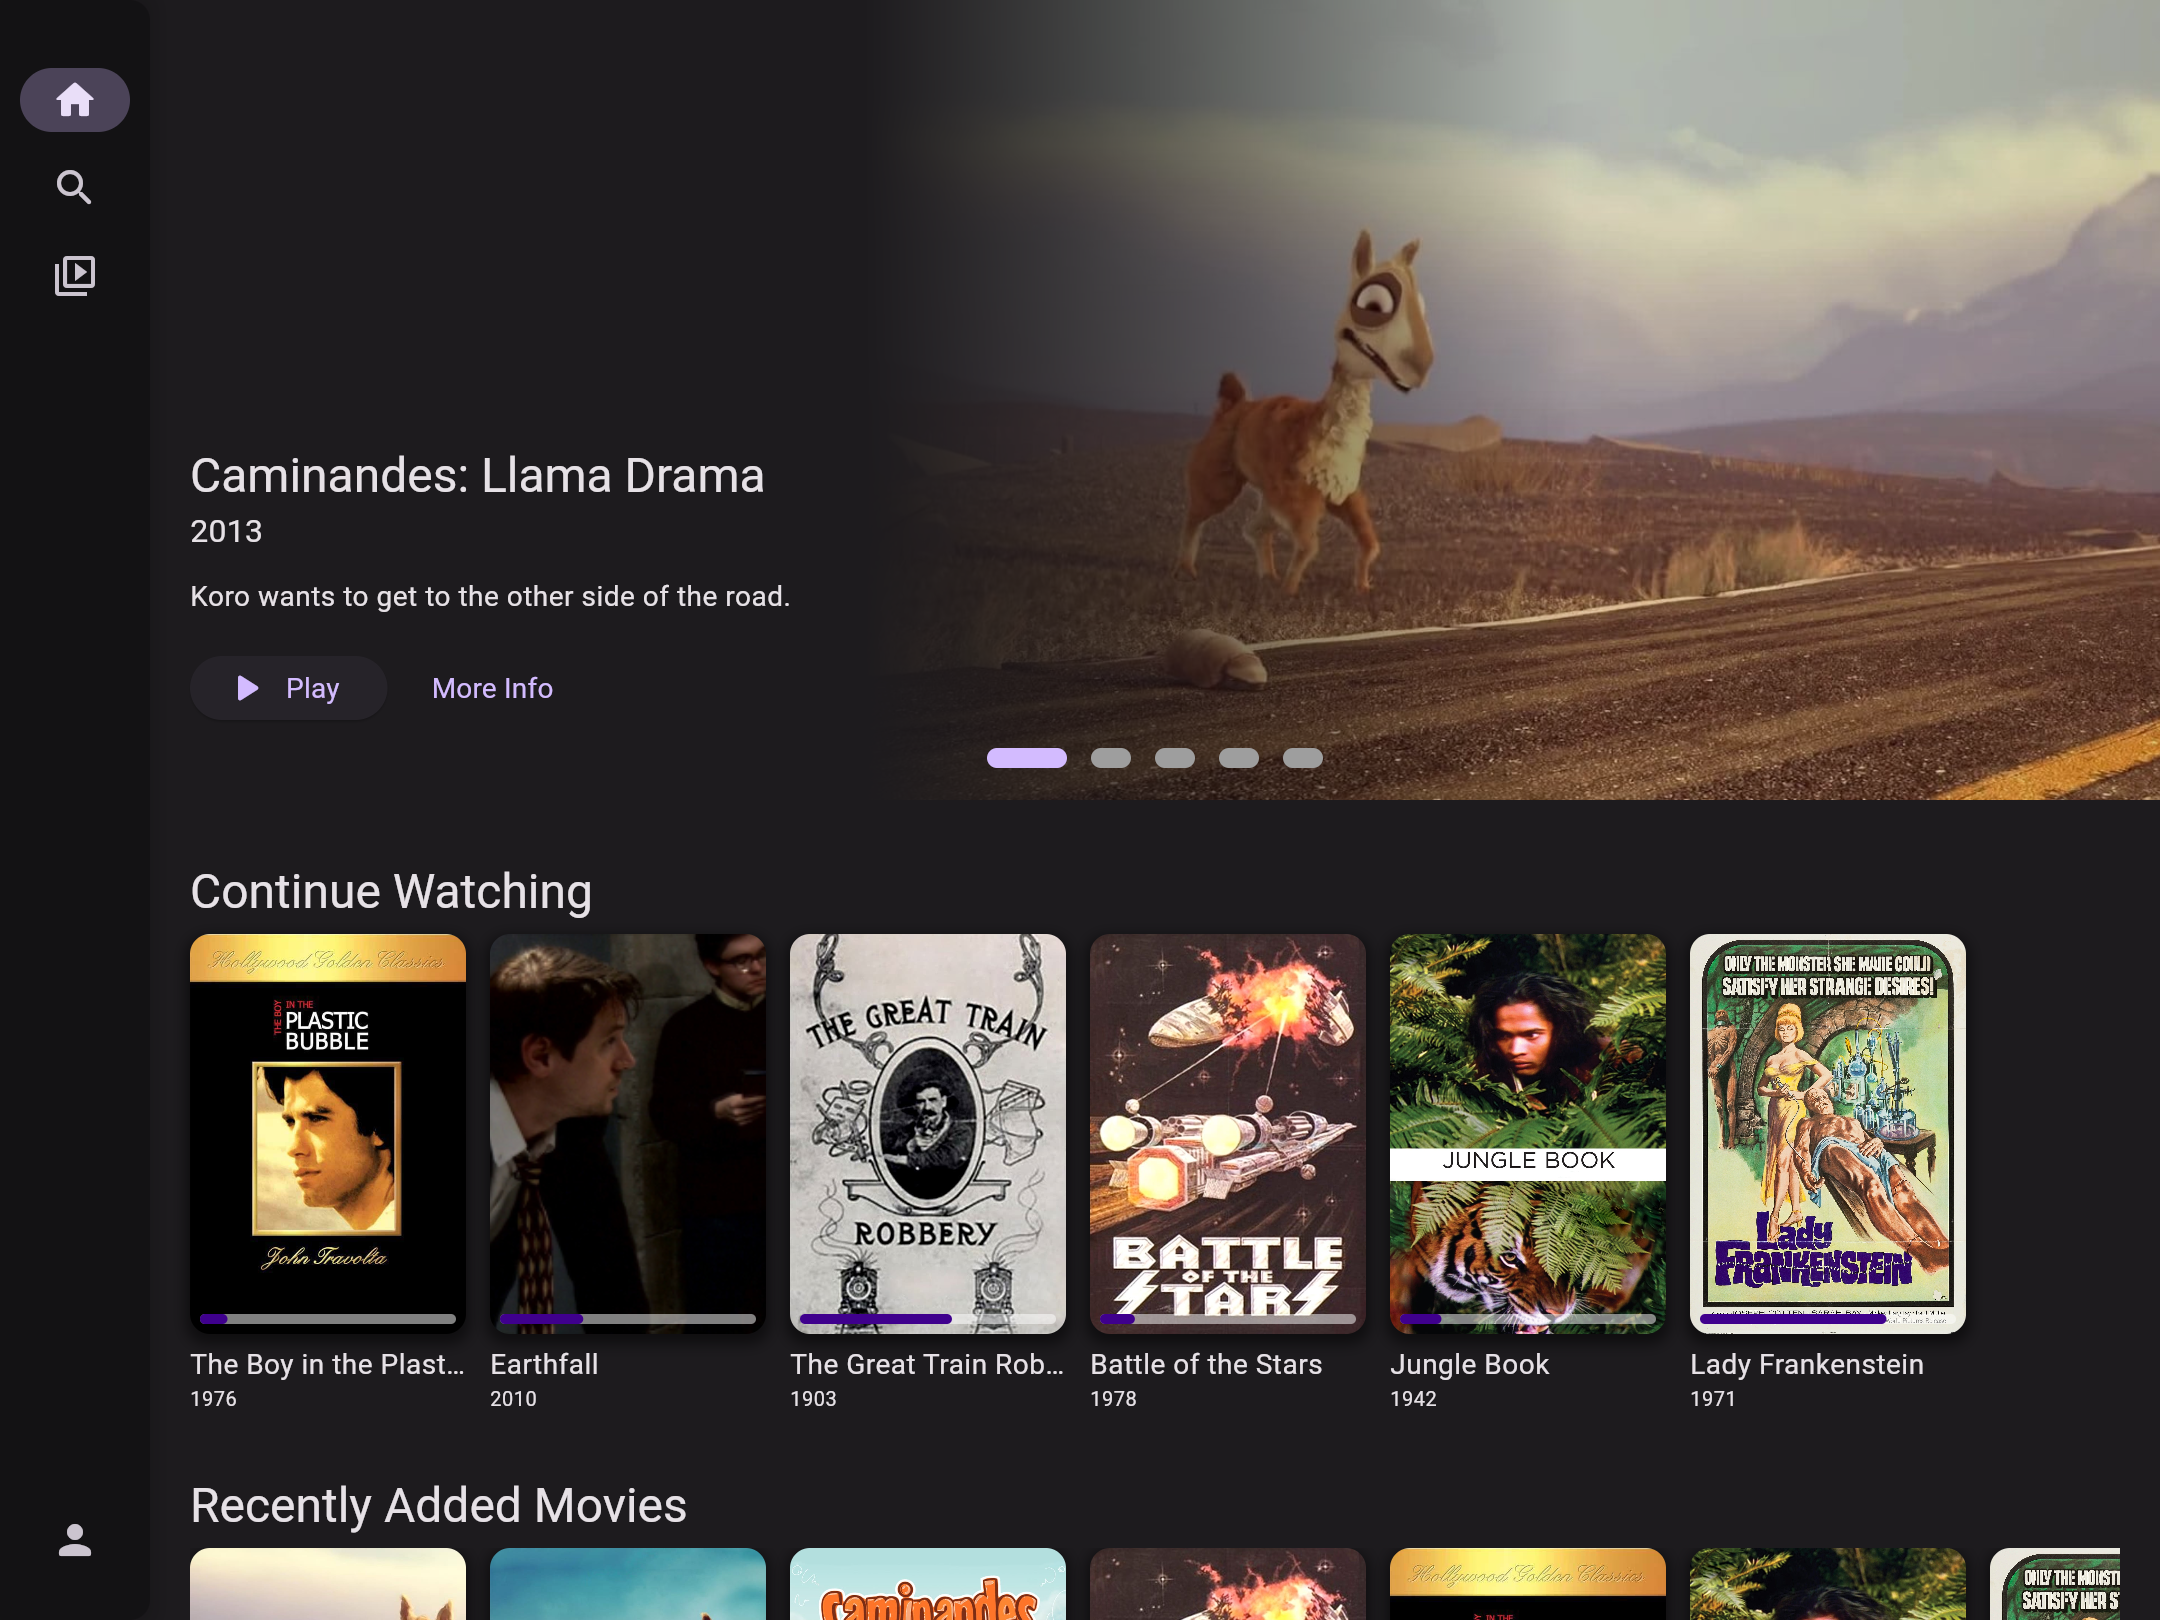 Caminandes: Llama Drama
2013
Koro wants to get to the other side of the road.
Play
More Info
Continue Watching
Hollywood Golden Classics
THE BOY
IN THE
PLASTIC
BUBBLE
John Travolta
THE GREAT TRAIN
ROBBERY
BATTLE
OF THE
STARS
JUNGLE BOOK
ONLY THE MONSTER SHE MADE COULD
SATISFY HER STRANGE DESIRES!
Lady
FRANKENSTEIN
The Boy in the Plast...
1976
Earthfall
2010
The Great Train Rob...
1903
Battle of the Stars
1978
Jungle Book
1942
Lady Frankenstein
1971
Recently Added Movies
Caminandes
Hollywood Golden Classics
IN THE
ONLY THE MONST
SATISFY HER S